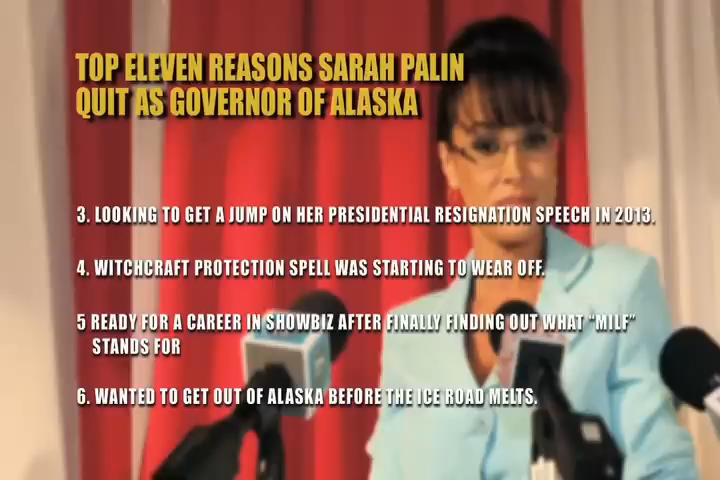 TOP ELEVEN REASONS SARAH PALIN
QUIT AS GOVERNOR OF ALASKA
3. LOOKING TO GET A JUMP ON HER PRESIDENTIAL RESIGNATION SPEECH IN 2013.
4. WITCHCRAFT PROTECTION SPELL WAS STARTING TO WEAR OFF.
5 READY FOR A CAREER IN SHOWBIZ AFTER FINALLY FINDING OUT WHAT "MILF"
STANDS FOR
6. WANTED TO GET OUT OF ALASKA BEFORE THE ICE ROAD MELTS.